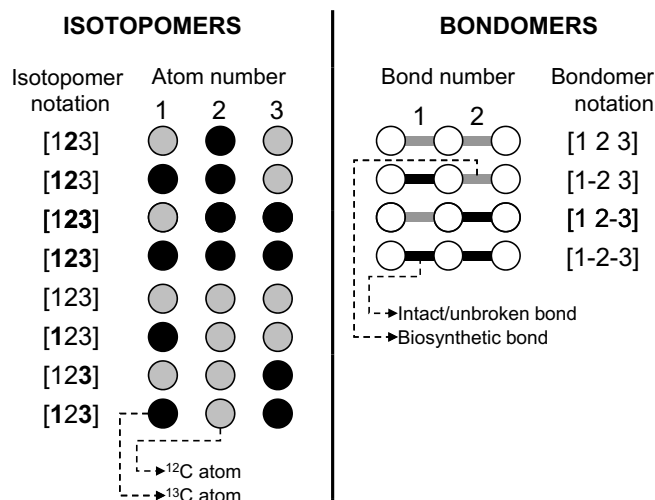 ISOTOPOMERS
Isotopomer notation
Atom number
1 2 3
[123]
[123]
[123]
[123]
[123]
[123]
[123]
[123]
12C atom
13C atom
BONDOMERS
Bond number
Bondomer notation
1 2
[1 2 3]
[1-2 3]
[1 2-3]
[1-2-3]
Intact/unbroken bond
Biosynthetic bond